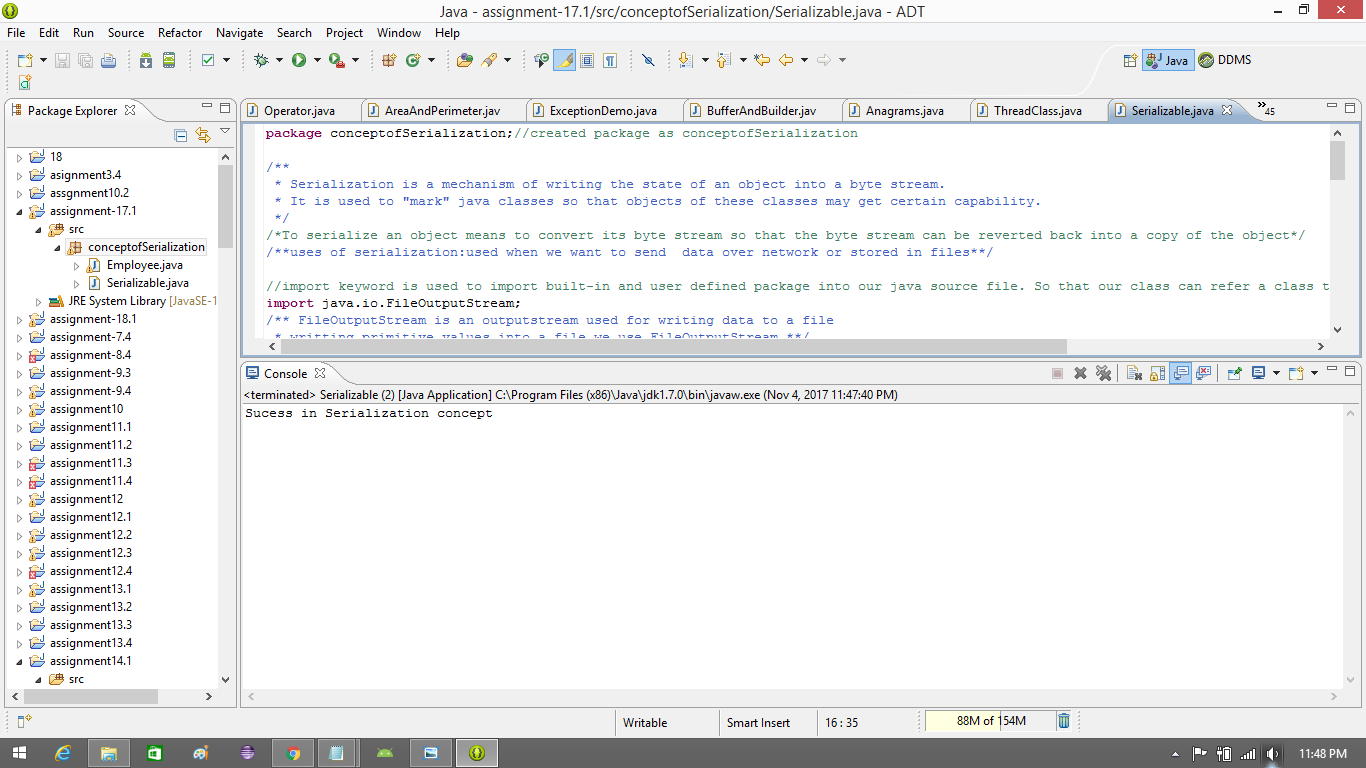 Java - assignment-17.1/src/conceptofSerialization/Serializable.java - ADT
File Edit Run Source Refactor Navigate Search Project Window Help
Java DDMS
Package Explorer
18
asignment3.4
assgnment10.2
assignment-17.1
src
conceptofSerialization
Employee.java
Serializable.java
JRE System Library [JavaSE-1
assignment-18.1
assignment-7.4
assignment-8.4
assignment-9.3
assignment-9.4
assignment10
assignment11.1
assignment11.2
assignment11.3
assignment11.4
assignment12
assignment12.1
assignment12.2
assignment12.3
assignment12.4
assignment13.1
assignment13.2
assignment13.3
assignment13.4
assignment14.1
src
Operator.java AreaAndPerimeter.jav ExceptionDemo.java BufferAndBuilder.jav Anagrams.java ThreadClass.java Serializable.java »45
package conceptofSerialization;//created package as conceptofSerialization
/**
* Serialization is a mechanism of writing the state of an object into a byte stream.
* It is used to "mark" java classes so that objects of these classes may get certain capability.
*/
/*To serialize an object means to convert its byte stream so that the byte stream can be reverted back into a copy of the object*/
/**uses of serialization:used when we want to send  data over network or stored in files**/
//import keyword is used to import built-in and user defined package into our java source file. So that our class can refer a class t
import java.io.FileOutputStream;
/** FileOutputStream is an outputstream used for writing data to a file
* writting primitive values into a file we use FileOutputStream **/
Console
<terminated> Serializable (2) [Java Application] C:\Program Files (x86)\Java\jdk1.7.0\bin\javaw.exe (Nov 4, 2017 11:47:40 PM)
Sucess in Serialization concept
Writable Smart Insert 16 : 35 88M of 154M
11:48 PM